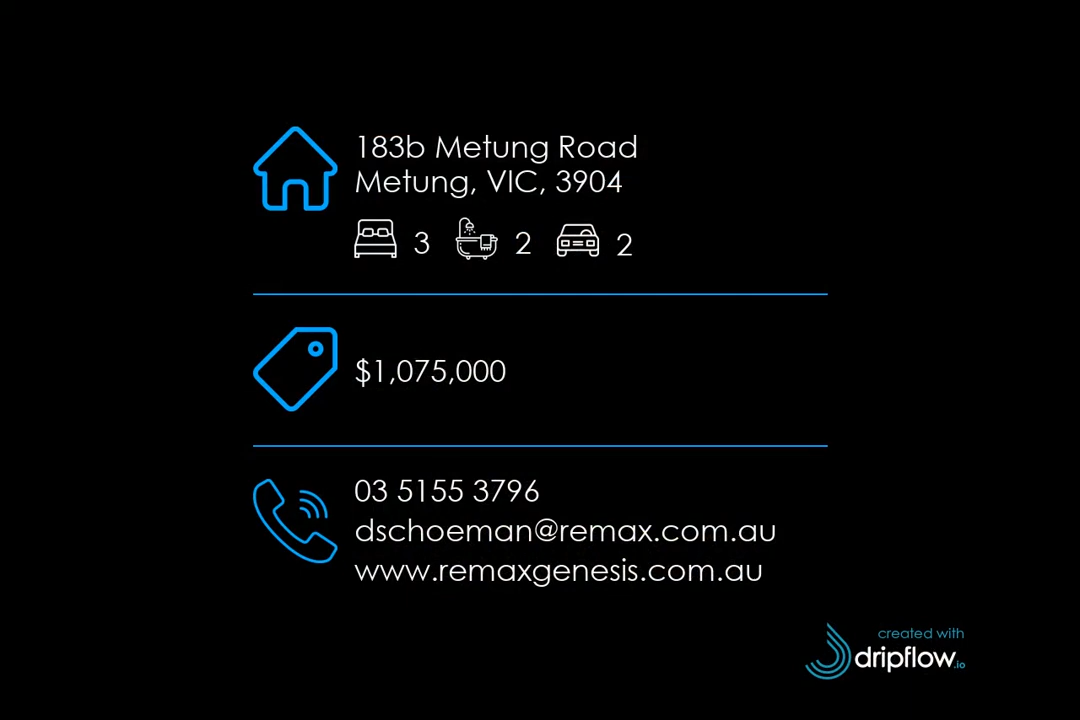 183b Metung Road
Metung, VIC, 3904
3 2 2
$1,075,000
03 5155 3796
dschoeman@remax.com.au
www.remaxgenesis.com.au
created with
dripflow.io